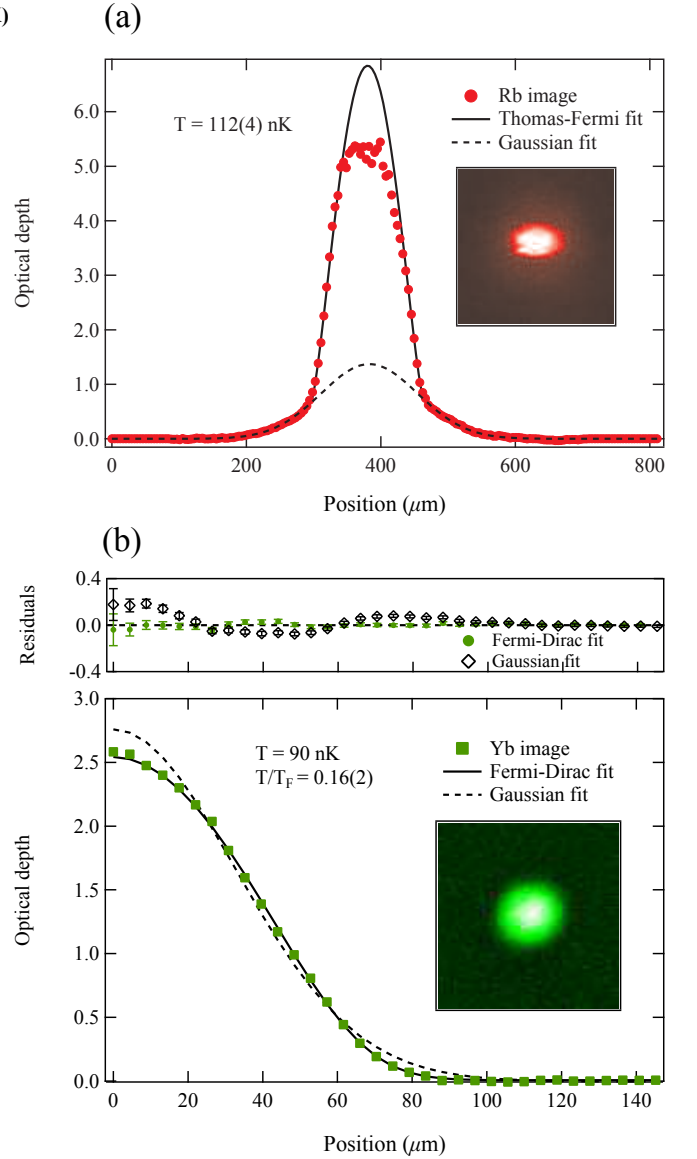 (a)
6.0
5.0
4.0
3.0
2.0
1.0
0.0
Optical depth
T = 112(4) nK
Rb image
Thomas-Fermi fit
Gaussian fit
0
200
400
600
800
Position (μm)
(b)
0.4
0.0
-0.4
Residuals
Fermi-Dirac fit
Gaussian fit
3.0
2.5
2.0
1.5
1.0
0.5
0.0
Optical depth
T = 90 nK
T/T_F = 0.16(2)
Yb image
Fermi-Dirac fit
Gaussian fit
0
20
40
60
80
100
120
140
Position (μm)